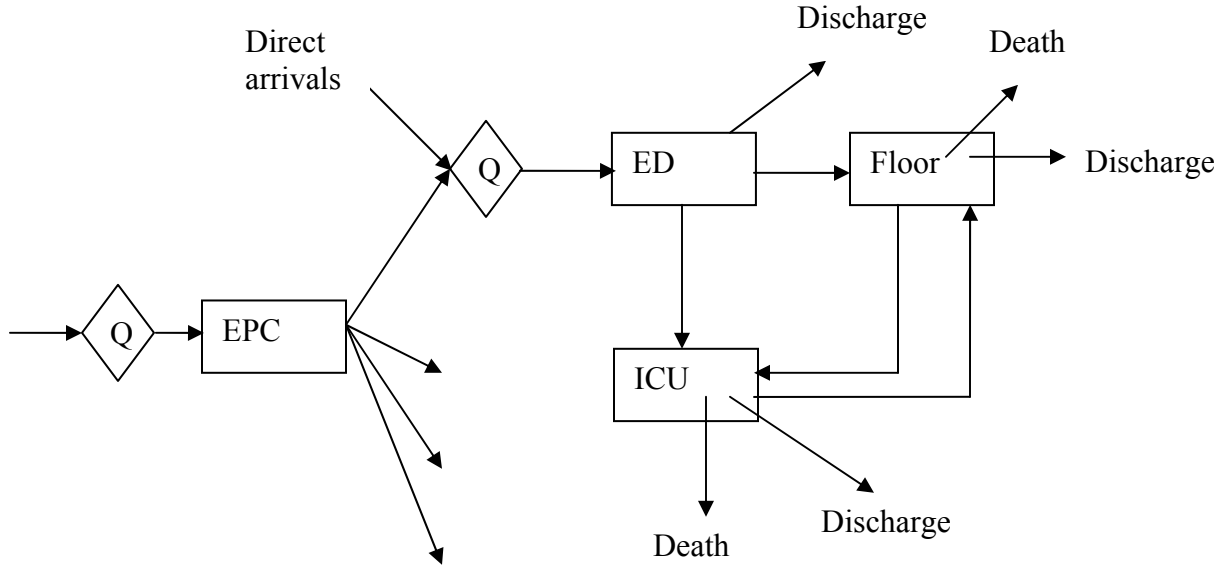 Discharge
Death
Direct
arrivals
Q
ED
Floor
Discharge
Q
EPC
ICU
Discharge
Death